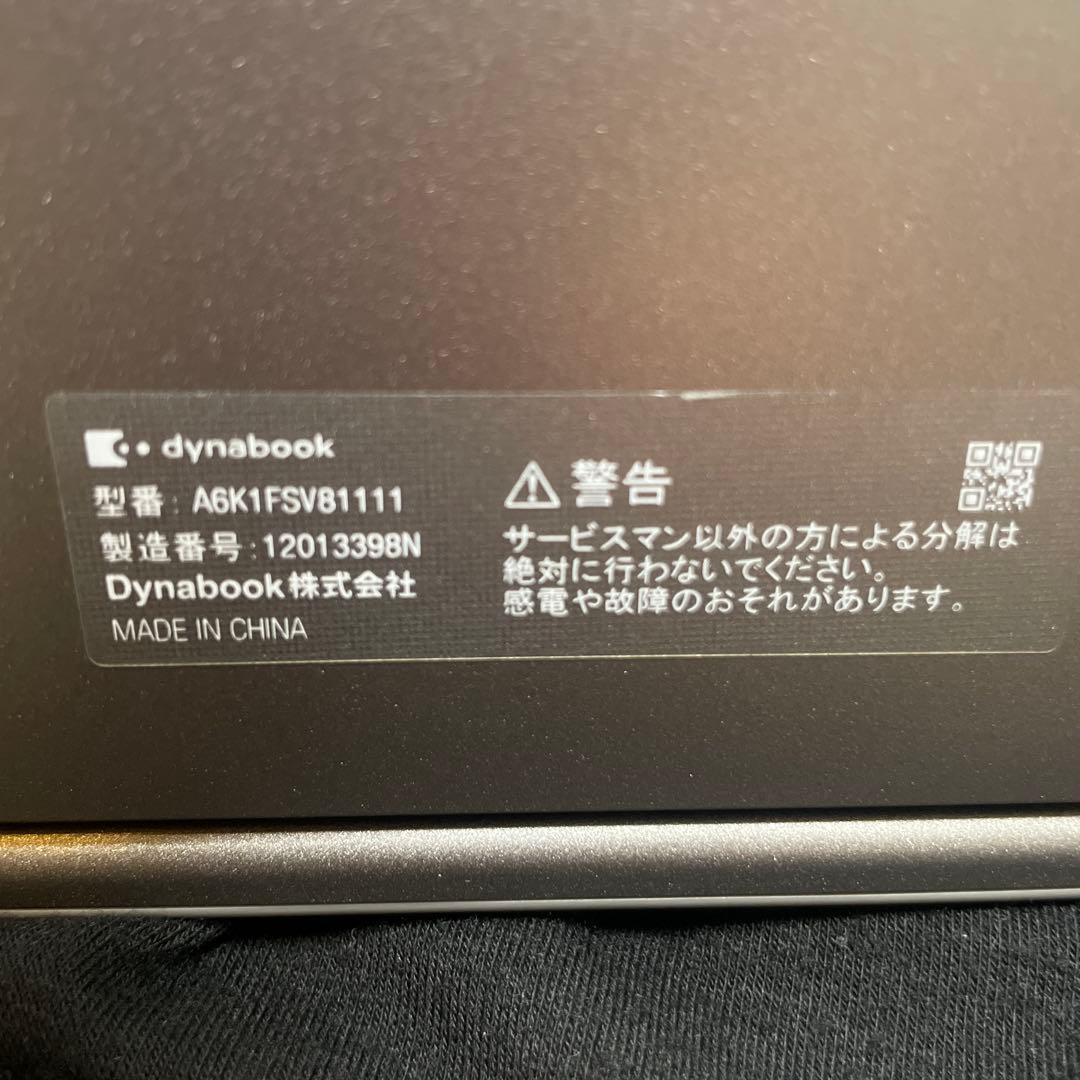 dynabook
型番: A6K1FSV81111
製造番号:12013398N
Dynabook株式会社
MADE IN CHINA
警告
サービスマン以外の方による分解は
絶対に行わないでください。
感電や故障のおそれがあります。